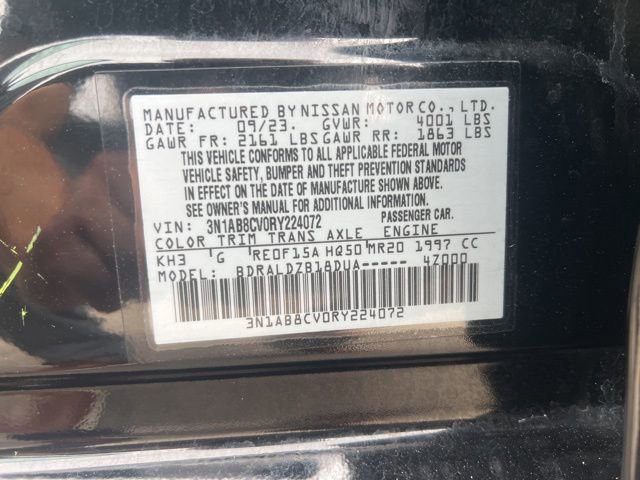 MANUFACTURED BY NISSAN MOTOR CO., LTD.
DATE: 09/23. GVWR: 4001 LBS
GAWR FR: 2161 LBS GAWR RR: 1863 LBS
THIS VEHICLE CONFORMS TO ALL APPLICABLE FEDERAL MOTOR
VEHICLE SAFETY, BUMPER AND THEFT PREVENTION STANDARDS
IN EFFECT ON THE DATE OF MANUFACTURE SHOWN ABOVE.
SEE OWNER'S MANUAL FOR ADDITIONAL INFORMATION.
VIN: 3N1AB8CV0RY224072 PASSENGER CAR.
COLOR TRIM TRANS AXLE ENGINE
KH3 G RE0F15A HQ50 MR20 1997 CC
MODEL: BDRALDZB18DUA----- 4Z000
3N1AB8CV0RY224072